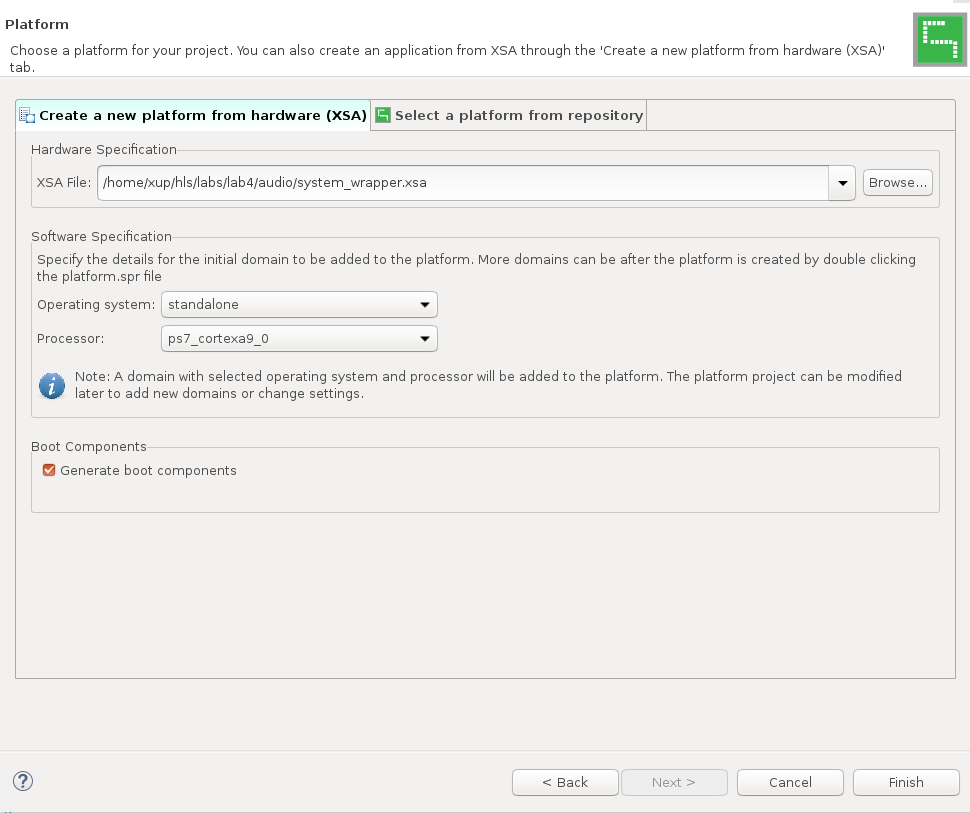 Platform
Choose a platform for your project. You can also create an application from XSA through the 'Create a new platform from hardware (XSA)'
tab.
Create a new platform from hardware (XSA)
Select a platform from repository
Hardware Specification
XSA File: /home/xup/hls/labs/lab4/audio/system_wrapper.xsa Browse...
Software Specification
Specify the details for the initial domain to be added to the platform. More domains can be after the platform is created by double clicking
the platform.spr file
Operating system: standalone
Processor: ps7_cortexa9_0
Note: A domain with selected operating system and processor will be added to the platform. The platform project can be modified
later to add new domains or change settings.
Boot Components
Generate boot components
< Back Next > Cancel Finish